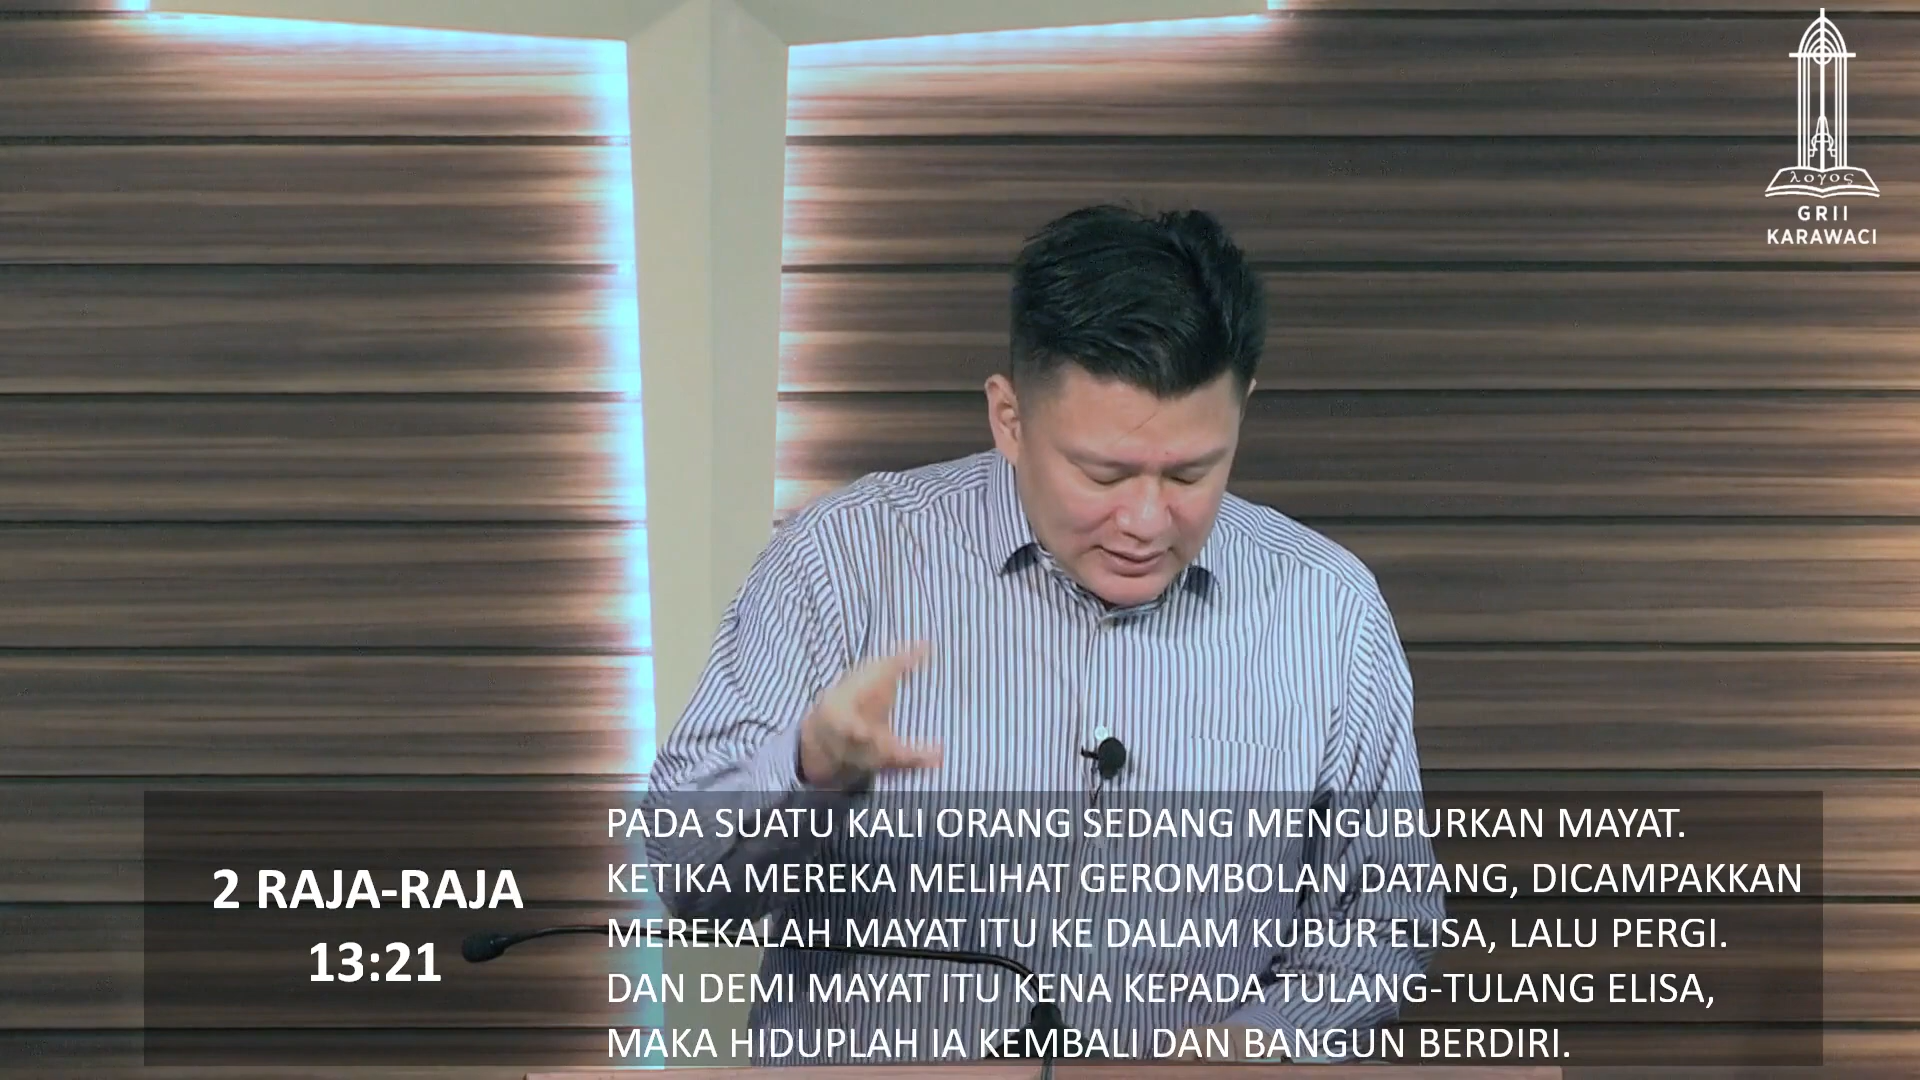 λογος
GRII
KARAWACI
2 RAJA-RAJA
13:21
PADA SUATU KALI ORANG SEDANG MENGUBURKAN MAYAT.
KETIKA MEREKA MELIHAT GEROMBOLAN DATANG, DICAMPAKKAN
MEREKALAH MAYAT ITU KE DALAM KUBUR ELISA, LALU PERGI.
DAN DEMI MAYAT ITU KENA KEPADA TULANG-TULANG ELISA,
MAKA HIDUPLAH IA KEMBALI DAN BANGUN BERDIRI.